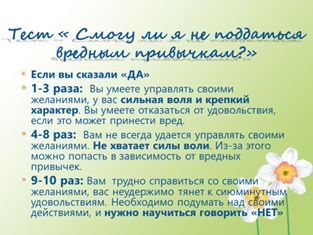 Тест « Смогу ли я не поддаться
вредным привычкам?»
Если вы сказали «ДА»
1-3 раза: Вы умеете управлять своими
желаниями, у вас сильная воля и крепкий
характер. Вы умеете отказаться от удовольствия,
если это может принести вред.
4-8 раз: Вам не всегда удается управлять своими
желаниями. Не хватает силы воли. Из-за этого
можно попасть в зависимость от вредных
привычек.
9-10 раз: Вам трудно справиться со своими
желаниями, вас неудержимо тянет к сиюминутным
удовольствиям. Необходимо подумать над своими
действиями, и нужно научиться говорить «НЕТ»